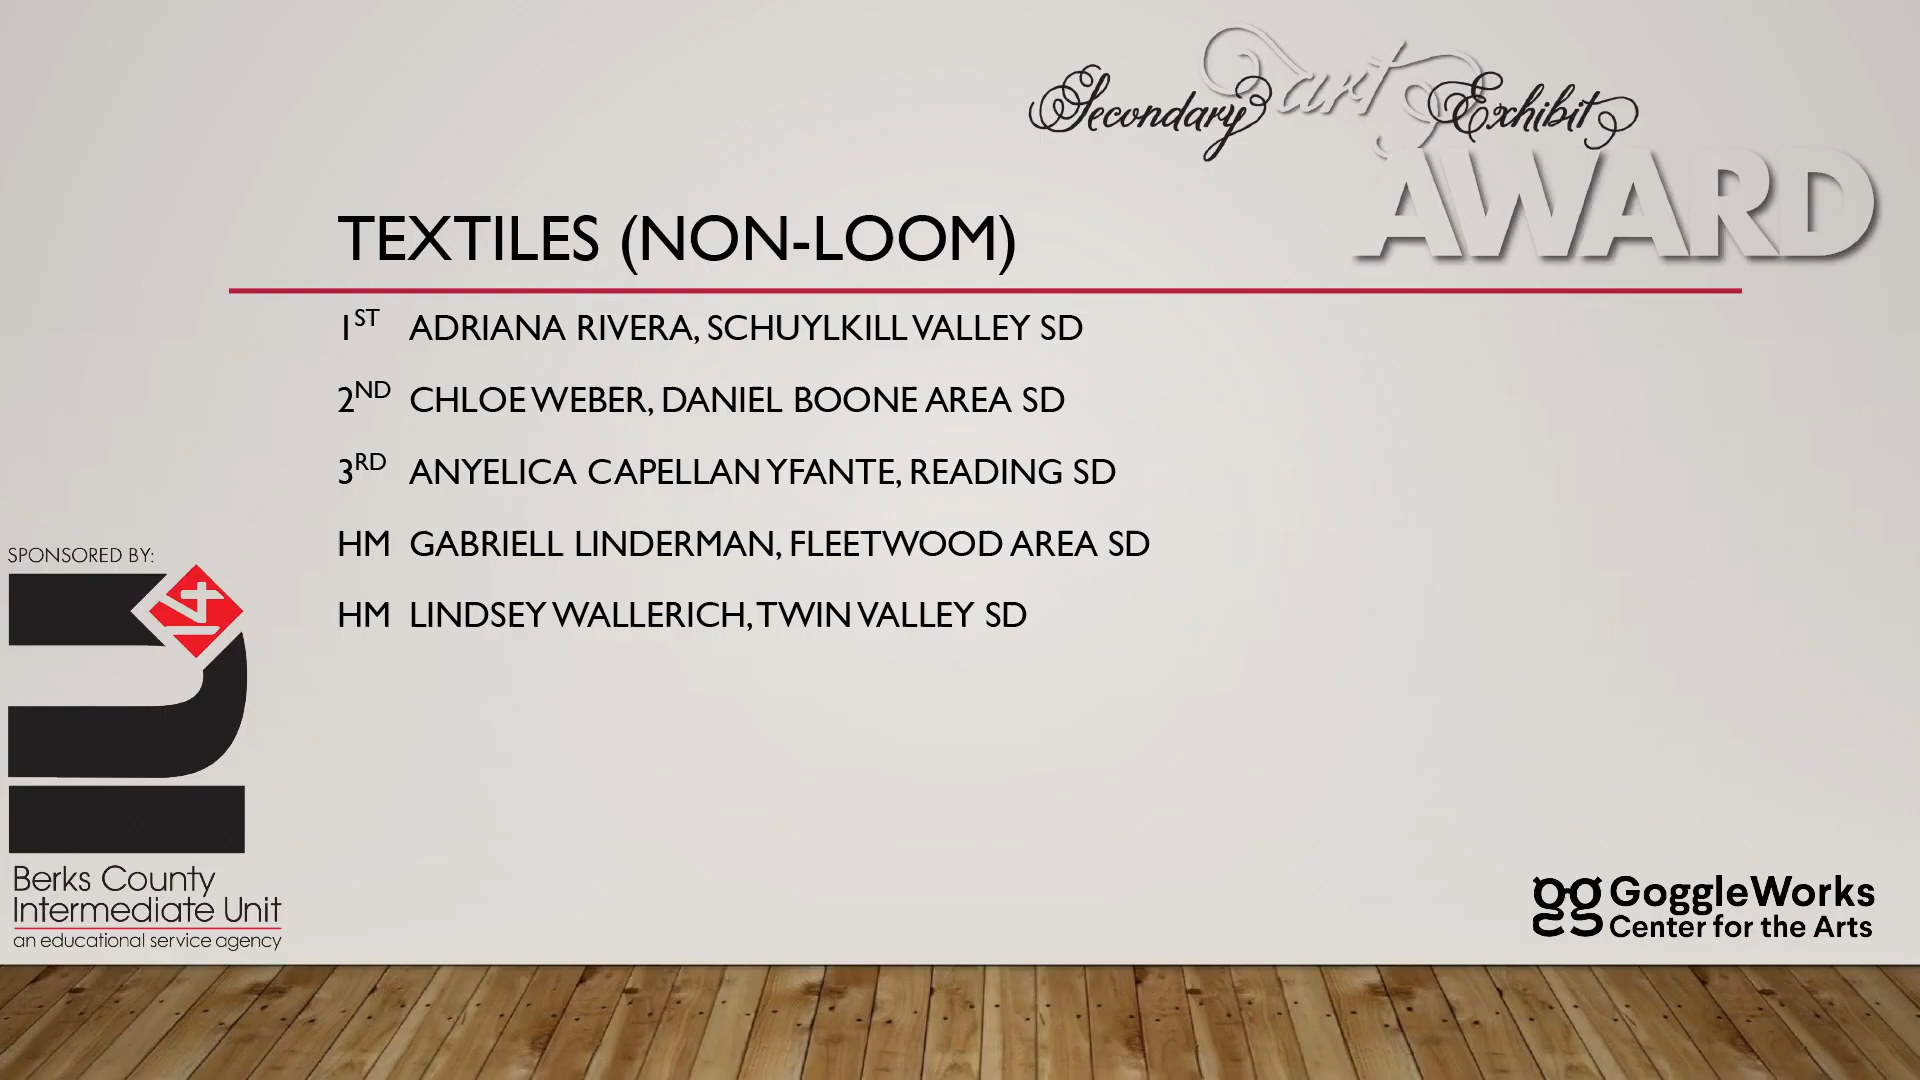 Secondary art Exhibit
AWARD
TEXTILES (NON-LOOM)
1ST ADRIANA RIVERA, SCHUYLKILL VALLEY SD
2ND CHLOE WEBER, DANIEL BOONE AREA SD
3RD ANYELICA CAPELLAN YFANTE, READING SD
HM GABRIELL LINDERMAN, FLEETWOOD AREA SD
HM LINDSEY WALLERICH, TWIN VALLEY SD
SPONSORED BY:
14
Berks County
Intermediate Unit
an educational service agency
gg GoggleWorks
Center for the Arts